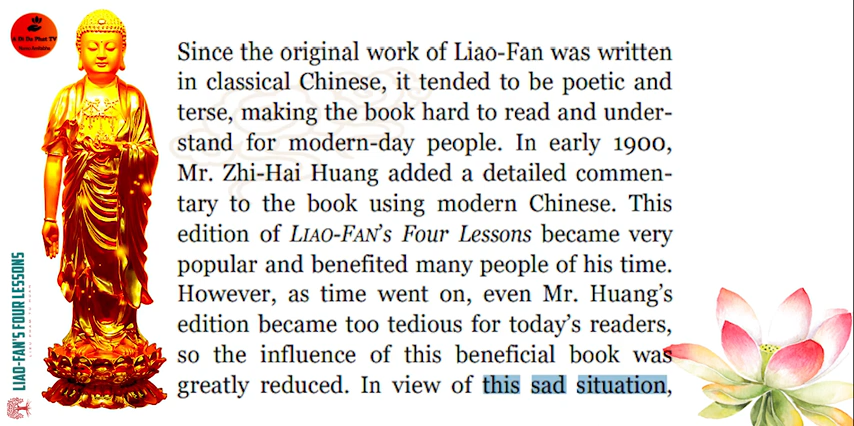 Since the original work of Liao-Fan was written
in classical Chinese, it tended to be poetic and
terse, making the book hard to read and under-
stand for modern-day people. In early 1900,
Mr. Zhi-Hai Huang added a detailed commen-
tary to the book using modern Chinese. This
edition of LIAO-FAN's Four Lessons became very
popular and benefited many people of his time.
However, as time went on, even Mr. Huang's
edition became too tedious for today's readers,
so the influence of this beneficial book was
greatly reduced. In view of this sad situation,
LIAO-FAN'S FOUR LESSONS